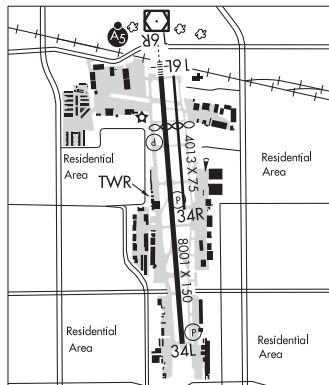 A5
16R
16L
4013 X 75
Residential
Area
Residential
Area
P
TWR
P
34R
8001 X 150
Residential
Area
Residential
Area
P
34L